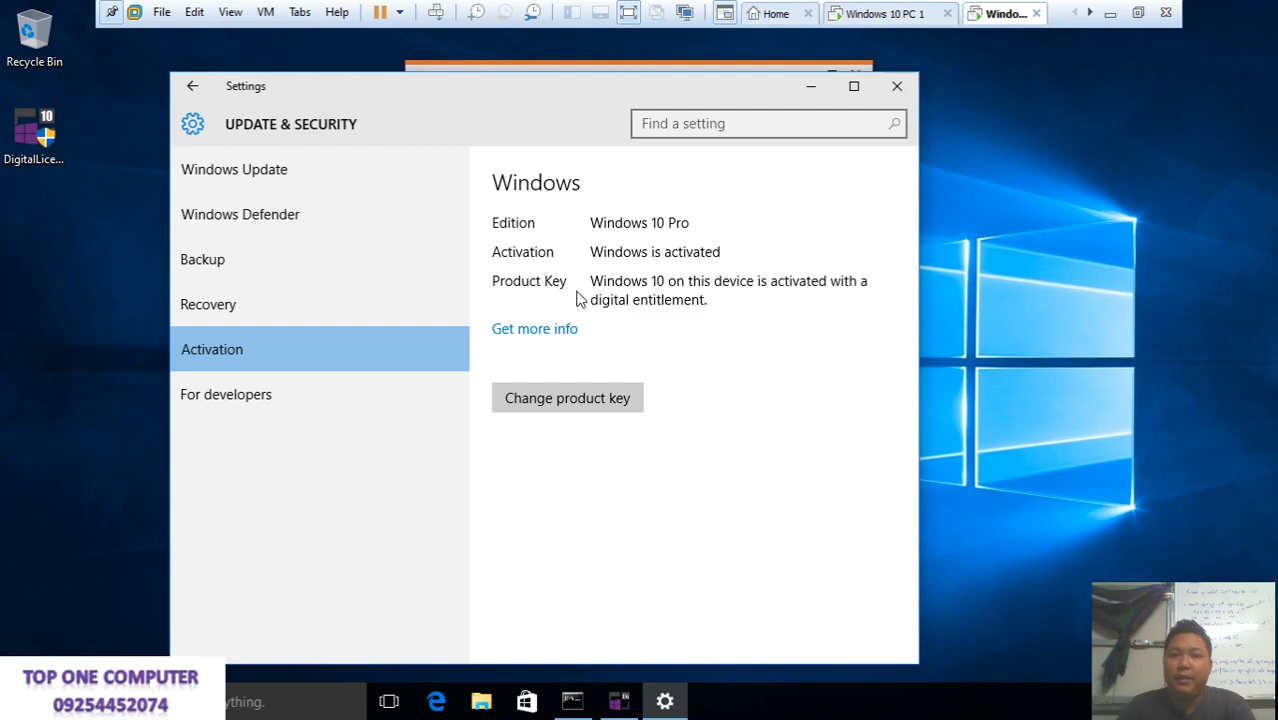 File Edit View VM Tabs Help
Home
Windows 10 PC 1
Windo...
Recycle Bin
10
DigitalLice...
Settings
UPDATE & SECURITY
Find a setting
Windows Update
Windows Defender
Backup
Recovery
Activation
For developers
Windows
Edition Windows 10 Pro
Activation Windows is activated
Product Key Windows 10 on this device is activated with a
digital entitlement.
Get more info
Change product key
TOP ONE COMPUTER
09254452074
ything.